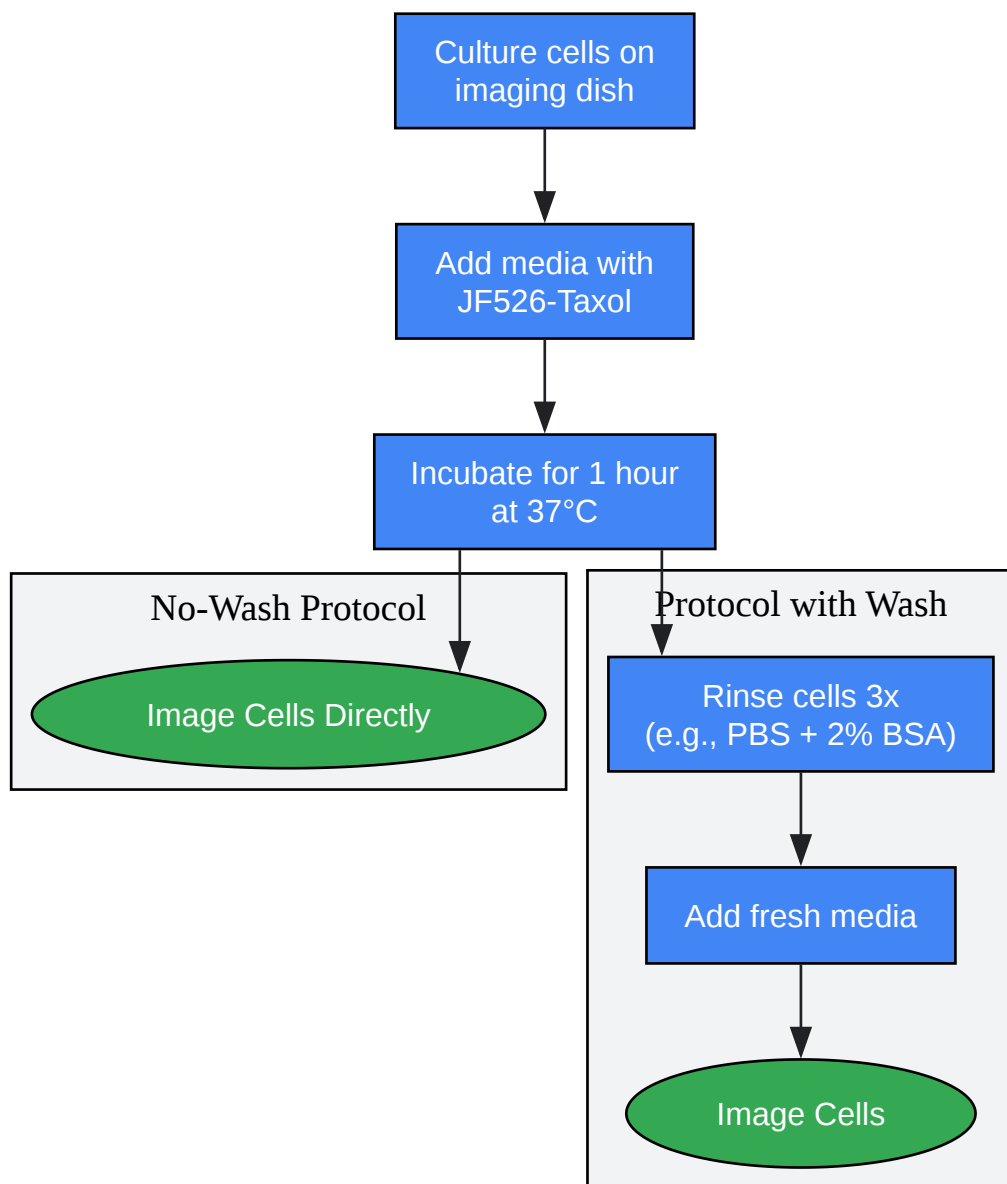 Culture cells on
imaging dish
Add media with
JF526-Taxol
Incubate for 1 hour
at 37°C
No-Wash Protocol
Image Cells Directly
Protocol with Wash
Rinse cells 3x
(e.g., PBS + 2% BSA)
Add fresh media
Image Cells